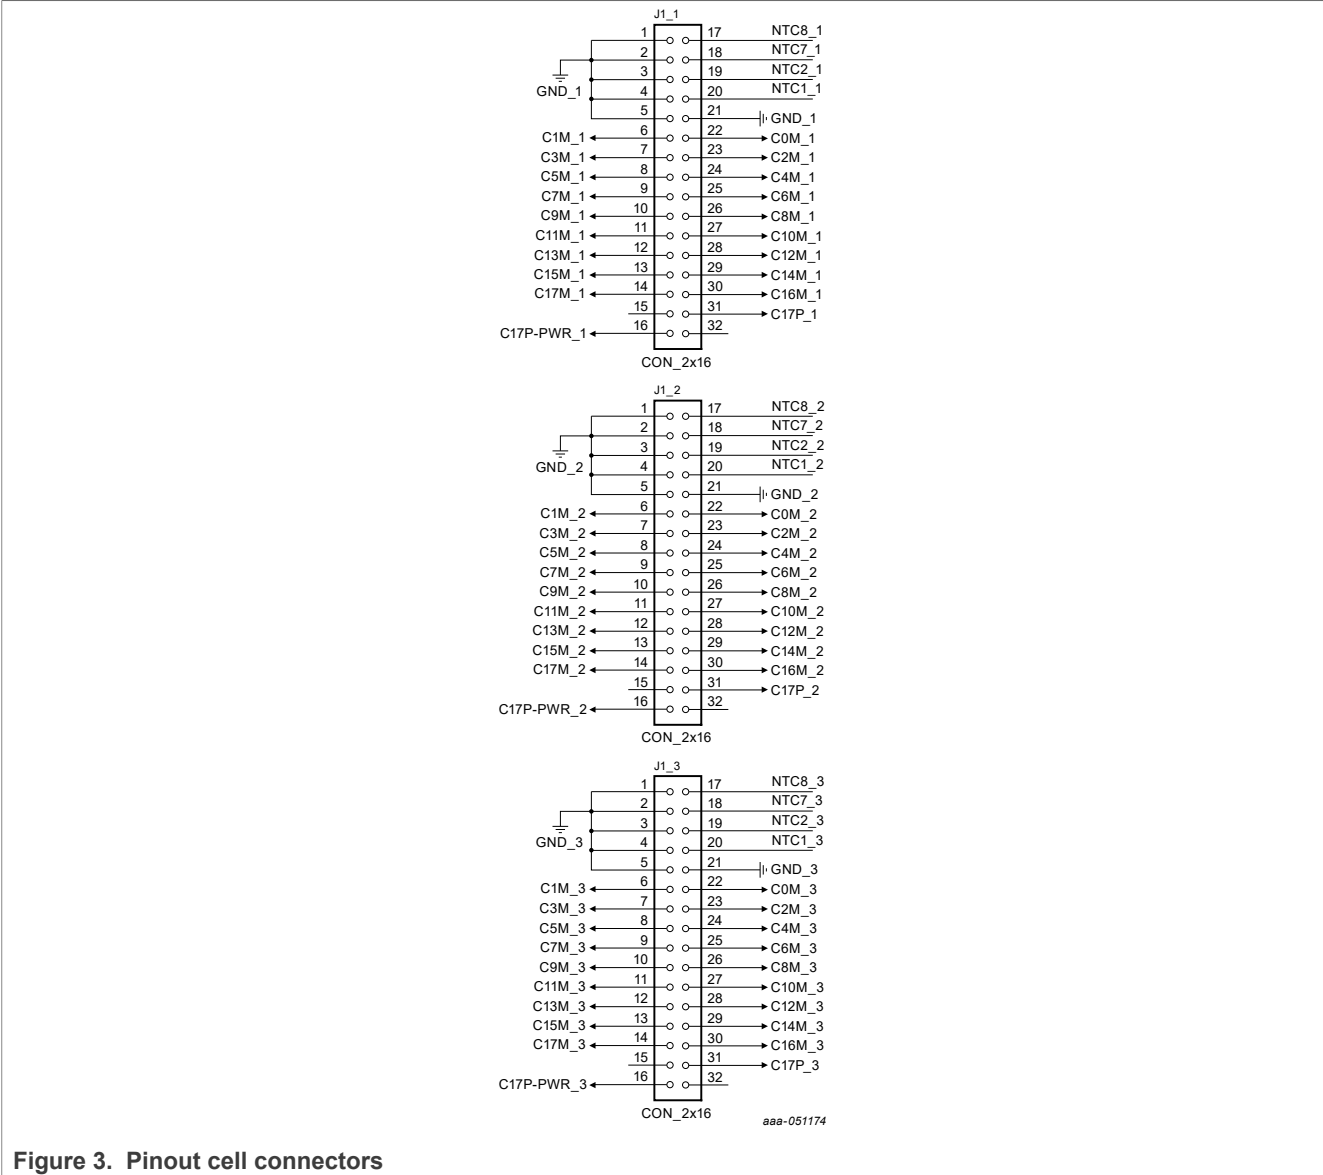 J1_1
1 17 NTC8_1
2 18 NTC7_1
3 19 NTC2_1
GND_1 4 20 NTC1_1
5 21 GND_1
C1M_1 6 22 C0M_1
C3M_1 7 23 C2M_1
C5M_1 8 24 C4M_1
C7M_1 9 25 C6M_1
C9M_1 10 26 C8M_1
C11M_1 11 27 C10M_1
C13M_1 12 28 C12M_1
C15M_1 13 29 C14M_1
C17M_1 14 30 C16M_1
15 31 C17P_1
C17P-PWR_1 16 32
CON_2x16
J1_2
1 17 NTC8_2
2 18 NTC7_2
3 19 NTC2_2
GND_2 4 20 NTC1_2
5 21 GND_2
C1M_2 6 22 C0M_2
C3M_2 7 23 C2M_2
C5M_2 8 24 C4M_2
C7M_2 9 25 C6M_2
C9M_2 10 26 C8M_2
C11M_2 11 27 C10M_2
C13M_2 12 28 C12M_2
C15M_2 13 29 C14M_2
C17M_2 14 30 C16M_2
15 31 C17P_2
C17P-PWR_2 16 32
CON_2x16
J1_3
1 17 NTC8_3
2 18 NTC7_3
3 19 NTC2_3
GND_3 4 20 NTC1_3
5 21 GND_3
C1M_3 6 22 C0M_3
C3M_3 7 23 C2M_3
C5M_3 8 24 C4M_3
C7M_3 9 25 C6M_3
C9M_3 10 26 C8M_3
C11M_3 11 27 C10M_3
C13M_3 12 28 C12M_3
C15M_3 13 29 C14M_3
C17M_3 14 30 C16M_3
15 31 C17P_3
C17P-PWR_3 16 32
CON_2x16
aaa-051174
Figure 3. Pinout cell connectors